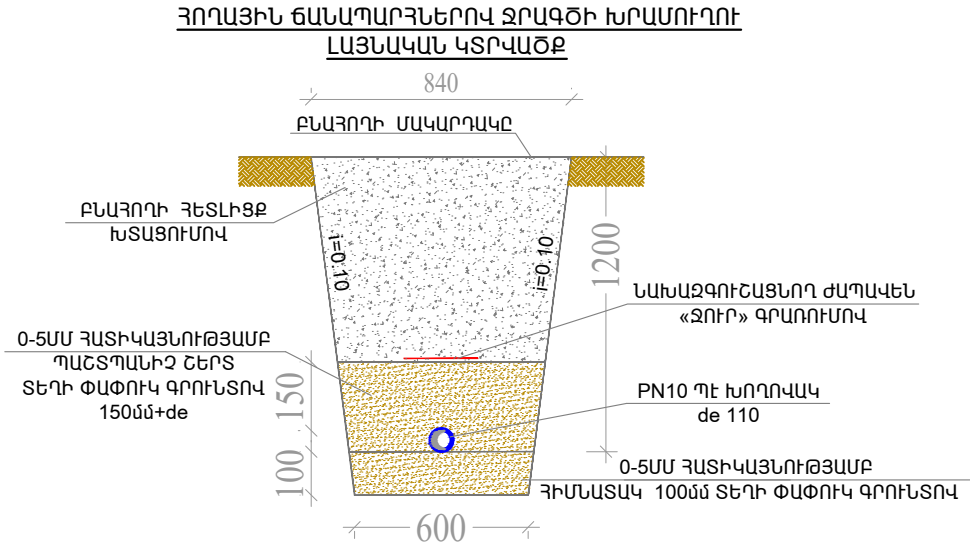 ՀՈՂԱՅԻՆ ՃԱՆԱՊԱՐՀՆԵՐՈՎ ՋՐԱԳԾԻ ԽՐԱՄՈՒՂՈՒ
ԼԱՅՆԱԿԱՆ ԿՏՐՎԱԾՔ
840
ԲՆԱՀՈՂԻ ՄԱԿԱՐԴԱԿԸ
ԲՆԱՀՈՂԻ ՀԵՏԼԻՑՔ
ԽՏԱՑՈՒՄՈՎ
i=0.10
i=0.10
1200
ՆԱԽԱԶԳՈՒՇԱՑՆՈՂ ԺԱՊԱՎԵՆ
«ՋՈՒՐ» ԳՐԱՌՈՒՄՈՎ
0-5ՄՄ ՀԱՏԻԿԱՅՆՈՒԹՅԱՄԲ
ՊԱՇՏՊԱՆԻՉ ՇԵՐՏ
ՏԵՂԻ ՓԱՓՈՒԿ ԳՐՈՒՆՏՈՎ
150մմ+de
150
PN10 ՊԷ ԽՈՂՈՎԱԿ
de 110
100
0-5ՄՄ ՀԱՏԻԿԱՅՆՈՒԹՅԱՄԲ
ՀԻՄՆԱՏԱԿ 100մմ ՏԵՂԻ ՓԱՓՈՒԿ ԳՐՈՒՆՏՈՎ
600